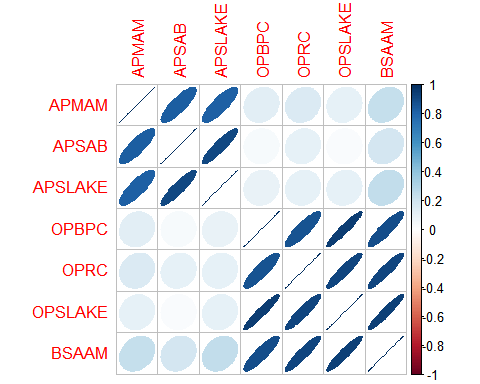 APMAM
APSAB
APSLAKE
OPBPC
OPRC
OPSLAKE
BSAAM
APMAM
APSAB
APSLAKE
OPBPC
OPRC
OPSLAKE
BSAAM
1
0.8
0.6
0.4
0.2
0
-0.2
-0.4
-0.6
-0.8
-1